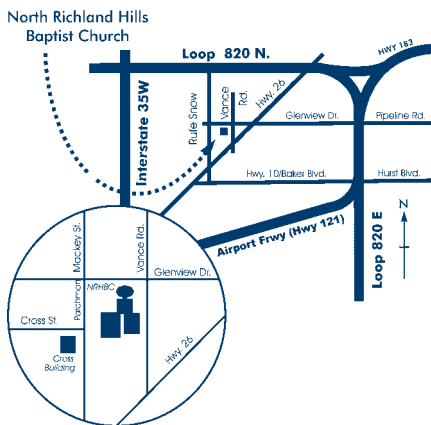 North Richland Hills
Baptist Church
Loop 820 N.
HWY 183
Interstate 35W
Rufe Snow
Vance
Rd.
Hwy. 26
Glenview Dr.
Pipeline Rd.
Hwy. 10/Baker Blvd.
Hurst Blvd.
Airport Frwy (Hwy 121)
Loop 820 E
N
Mackey St.
Vance Rd.
Glenview Dr.
NRHBC
Parchman
Cross St.
Cross
Building
Hwy. 26